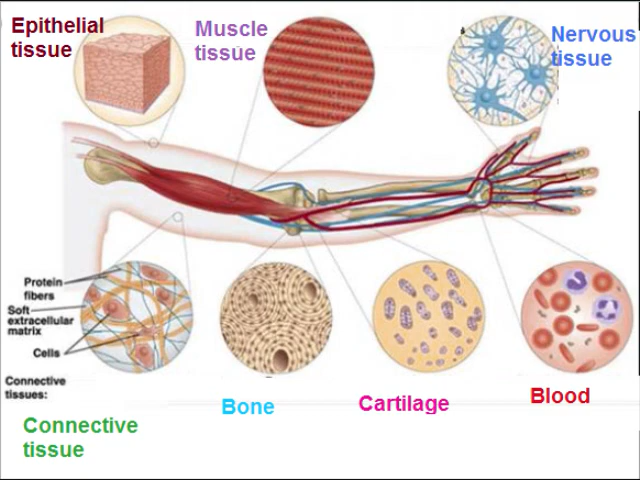 Epithelial
tissue
Muscle
tissue
Nervous
tissue
Protein
fibers
Soft
extracellular
matrix
Cells
Connective
tissues:
Bone
Cartilage
Blood
Connective
tissue